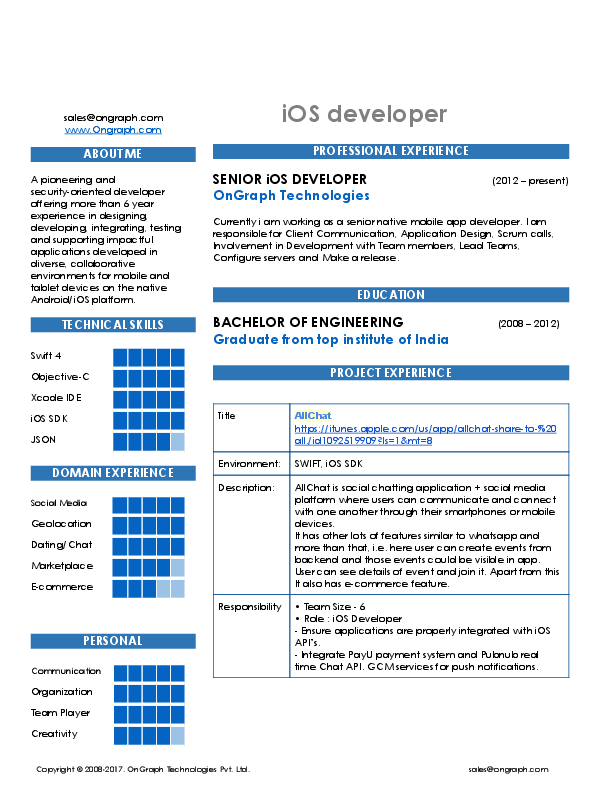 sales@ongraph.com
www.Ongraph.com
ABOUT ME
A pioneering and
security-oriented developer
offering more than 6 year
experience in designing,
developing, integrating, testing
and supporting impactful
applications developed in
diverse, collaborative
environments for mobile and
tablet devices on the native
Android/iOS platform.
TECHNICAL SKILLS
Swift 4
Objective-C
Xcode IDE
iOS SDK
JSON
DOMAIN EXPERIENCE
Social Media
Geolocation
Dating/ Chat
Marketplace
E-commerce
PERSONAL
Communication
Organization
Team Player
Creativity
iOS developer
PROFESSIONAL EXPERIENCE
SENIOR iOS DEVELOPER (2012 – present)
OnGraph Technologies
Currently i am working as a senior native mobile app developer. I am
responsible for Client Communication, Application Design, Scrum calls,
Involvement in Development with Team members, Lead Teams,
Configure servers and Make a release.
EDUCATION
BACHELOR OF ENGINEERING (2008 – 2012)
Graduate from top institute of India
PROJECT EXPERIENCE
Title AllChat
https://itunes.apple.com/us/app/allchat-share-to-%20
all/id1092519909?ls=1&mt=8
Environment: SWIFT, iOS SDK
Description: AllChat is social chatting application + social media
platform where users can communicate and connect
with one another through their smartphones or mobile
devices.
It has other lots of features similar to whatsapp and
more than that, i.e. here user can create events from
backend and those events could be visible in app.
User can see details of event and join it. Apart from this
It also has e-commerce feature.
Responsibility • Team Size - 6
• Role : iOS Developer
- Ensure applications are properly integrated with iOS
API's.
- Integrate PayU payment system and Pubnub real
time Chat API. GCM services for push notifications.
Copyright © 2008-2017. OnGraph Technologies Pvt. Ltd. sales@ongraph.com